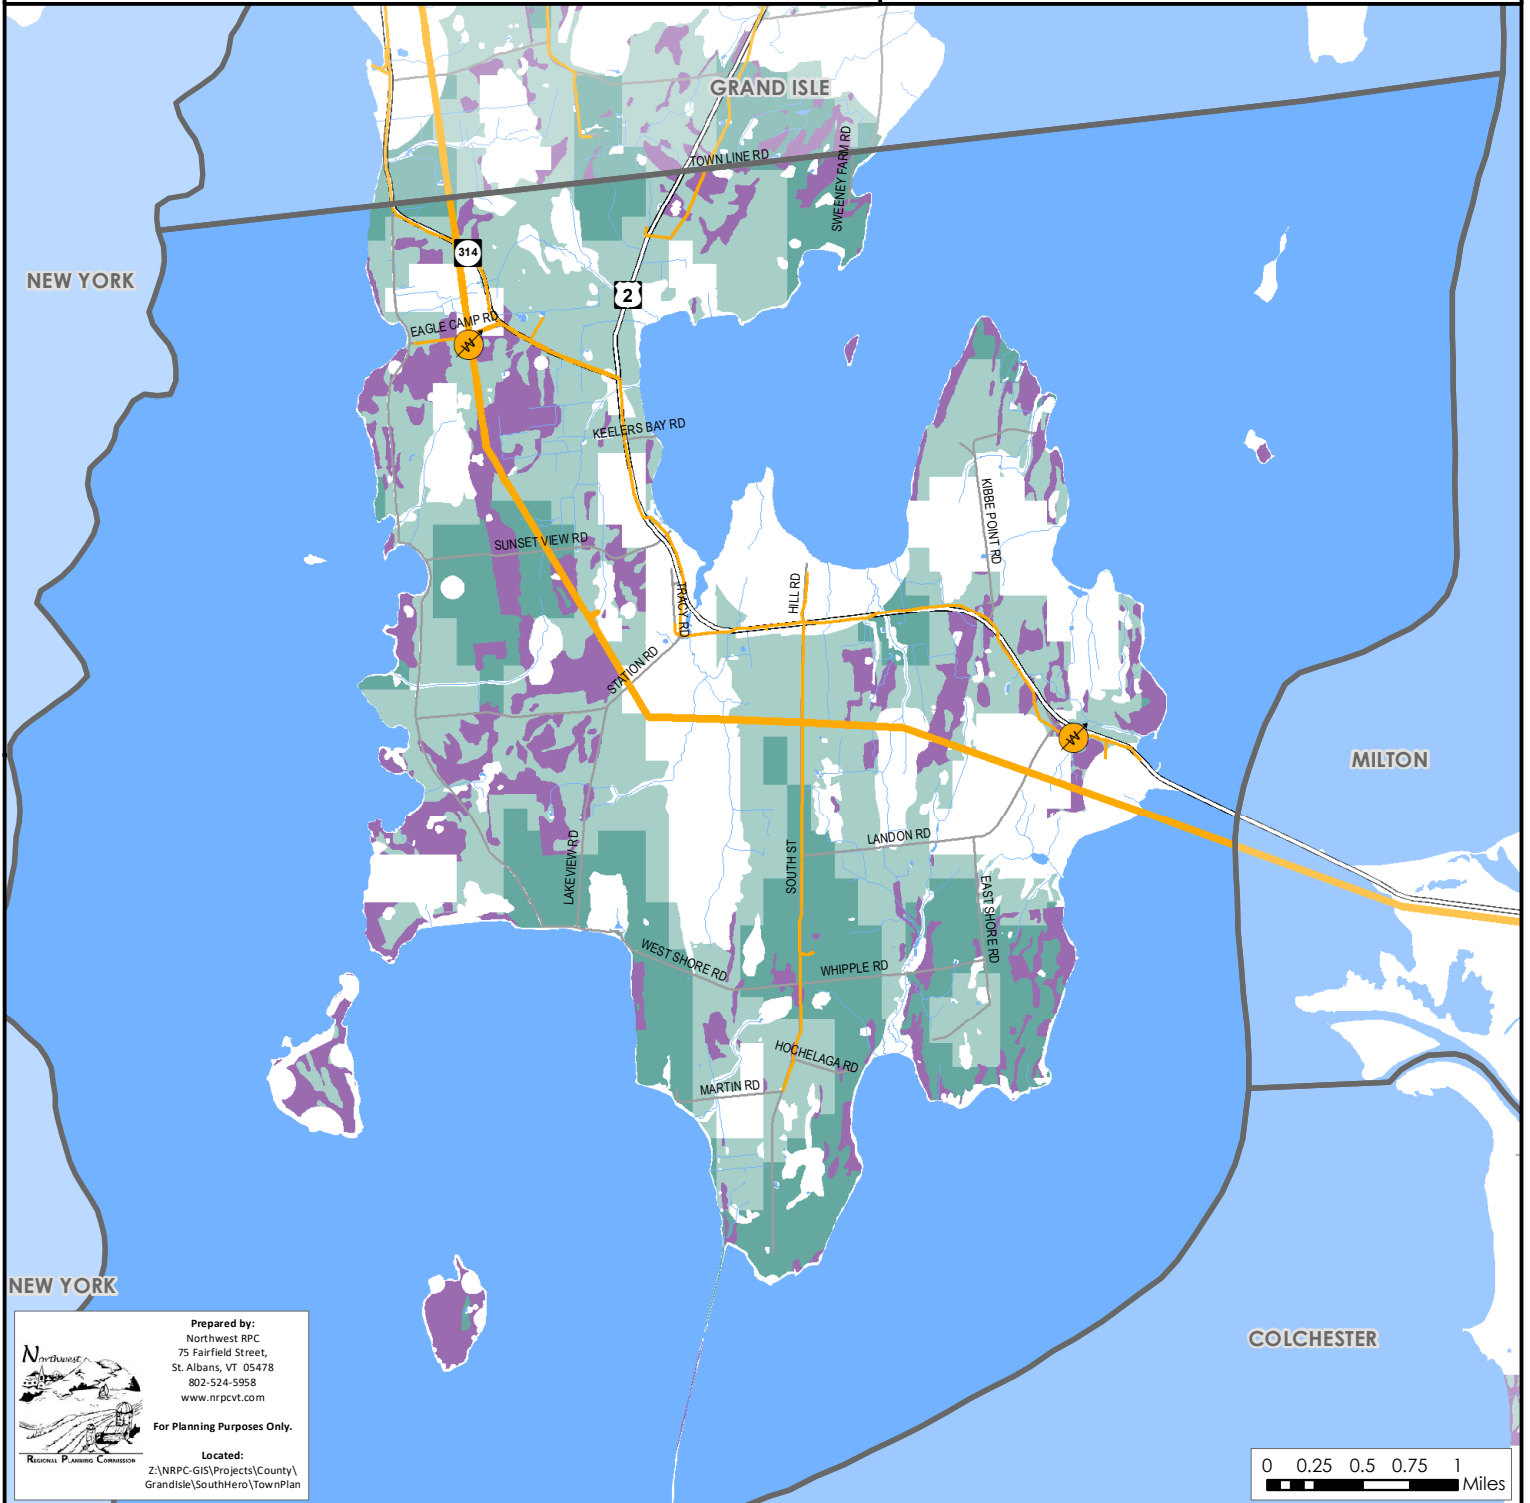 GRAND ISLE
TOWN LINE RD
SWEENEY FARM RD
314
NEW YORK
2
EAGLE CAMP RD
W
KEELERS BAY RD
KIBBE POINT RD
SUNSET VIEW RD
TRACY RD
HILL RD
STATION RD
W
MILTON
LANDON RD
LAKEVIEW RD
SOUTH ST
EAST SHORE RD
WEST SHORE RD
WHIPPLE RD
HOCHELAGA RD
MARTIN RD
NEW YORK
COLCHESTER
Northwest
REGIONAL PLANNING COMMISSION
Prepared by:
Northwest RPC
75 Fairfield Street,
St. Albans, VT 05478
802-524-5958
www.nrpcvt.com
For Planning Purposes Only.
Located:
Z:\NRPC-GIS\Projects\County\
GrandIsle\SouthHero\TownPlan
0 0.25 0.5 0.75 1
Miles